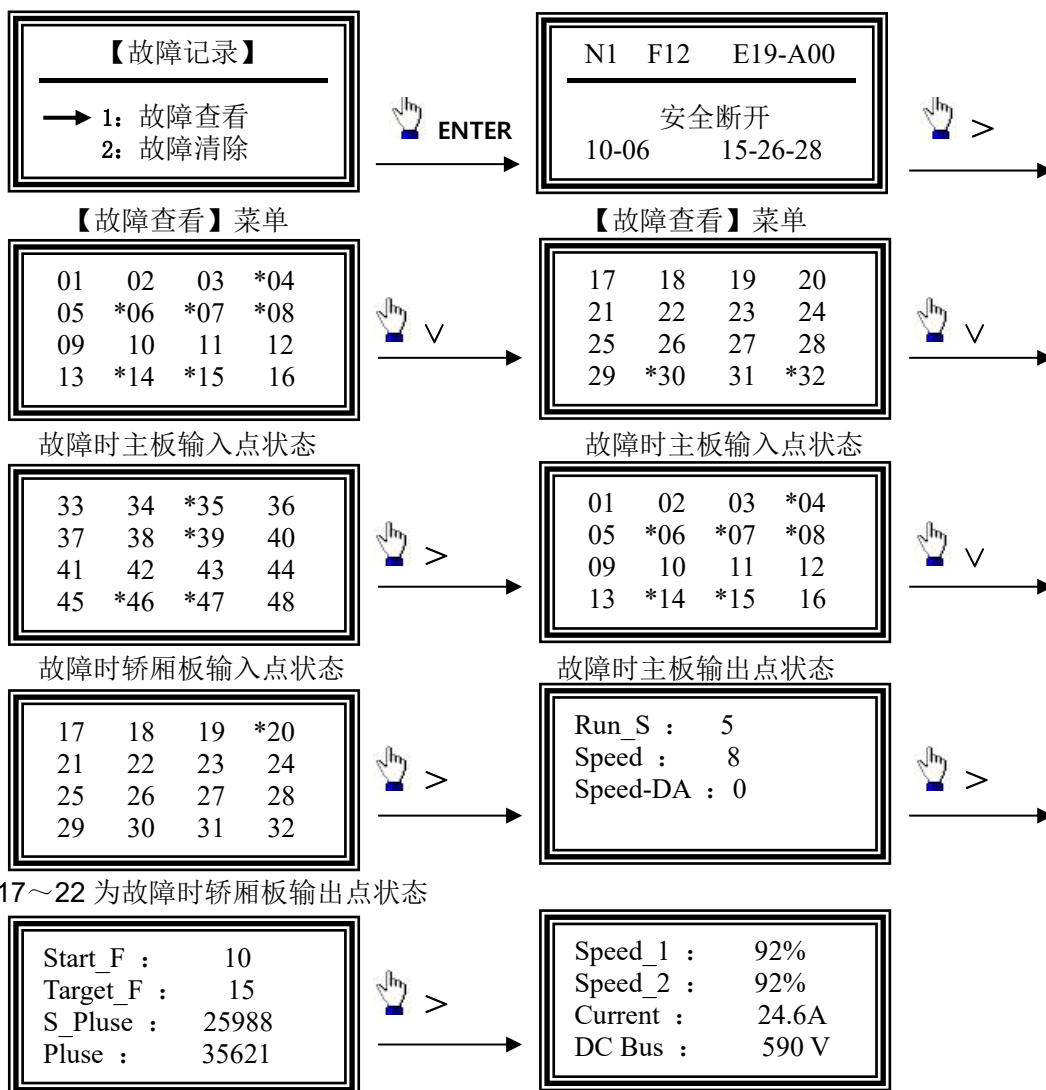 【故障记录】
1：故障查看
2：故障清除
ENTER
N1 F12 E19-A00
安全断开
10-06 15-26-28
>
【故障查看】菜单
【故障查看】菜单
01 02 03 *04
05 *06 *07 *08
09 10 11 12
13 *14 *15 16
∨
17 18 19 20
21 22 23 24
25 26 27 28
29 *30 31 *32
∨
故障时主板输入点状态
故障时主板输入点状态
33 34 *35 36
37 38 *39 40
41 42 43 44
45 *46 *47 48
>
01 02 03 *04
05 *06 *07 *08
09 10 11 12
13 *14 *15 16
∨
故障时轿厢板输入点状态
故障时主板输出点状态
17 18 19 *20
21 22 23 24
25 26 27 28
29 30 31 32
>
Run_S ： 5
Speed ： 8
Speed-DA ：0
>
17～22 为故障时轿厢板输出点状态
Start_F ： 10
Target_F ： 15
S_Pluse ： 25988
Pluse ： 35621
>
Speed_1 ： 92%
Speed_2 ： 92%
Current ： 24.6A
DC Bus ： 590 V